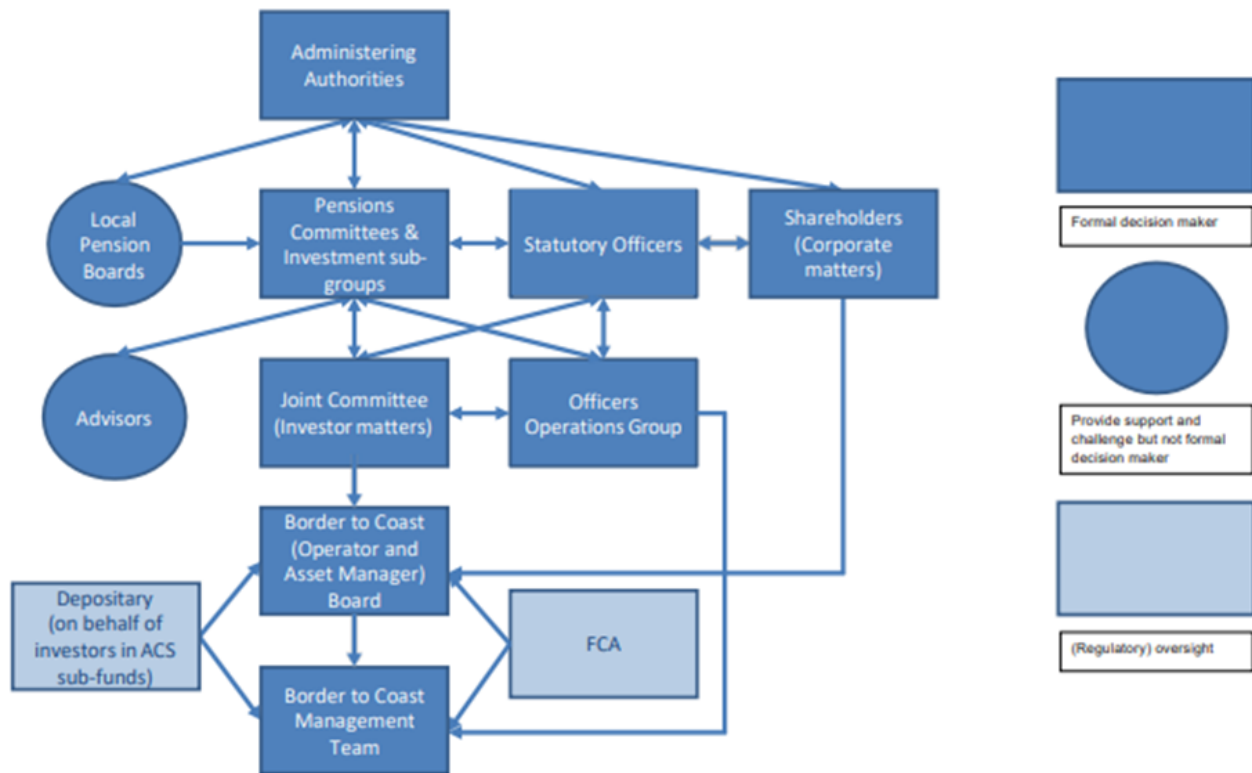 Administering
Authorities
Local
Pension
Boards
Pensions
Committees &
Investment sub-
groups
Statutory Officers
Shareholders
(Corporate
matters)
Formal decision maker
Advisors
Joint Committee
(Investor matters)
Officers
Operations Group
Provide support and
challenge but not formal
decision maker
Border to Coast
(Operator and
Asset Manager)
Board
Depositary
(on behalf of
investors in ACS
sub-funds)
FCA
(Regulatory) oversight
Border to Coast
Management
Team